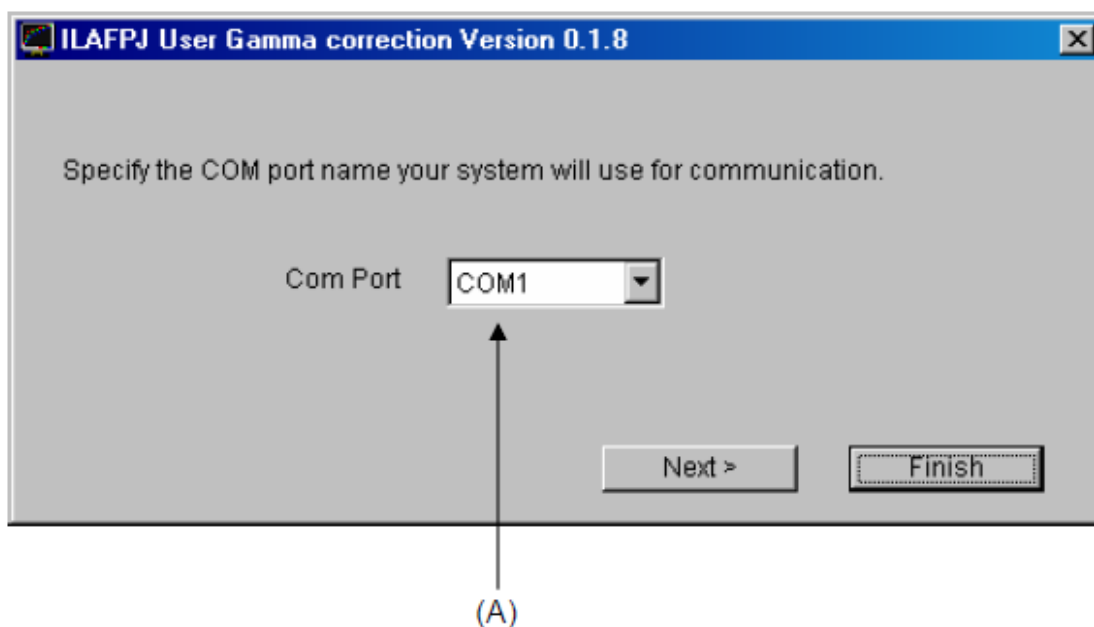 ILAFPJ User Gamma correction Version 0.1.8
Specify the COM port name your system will use for communication.
Com Port COM1
Next > Finish
(A)